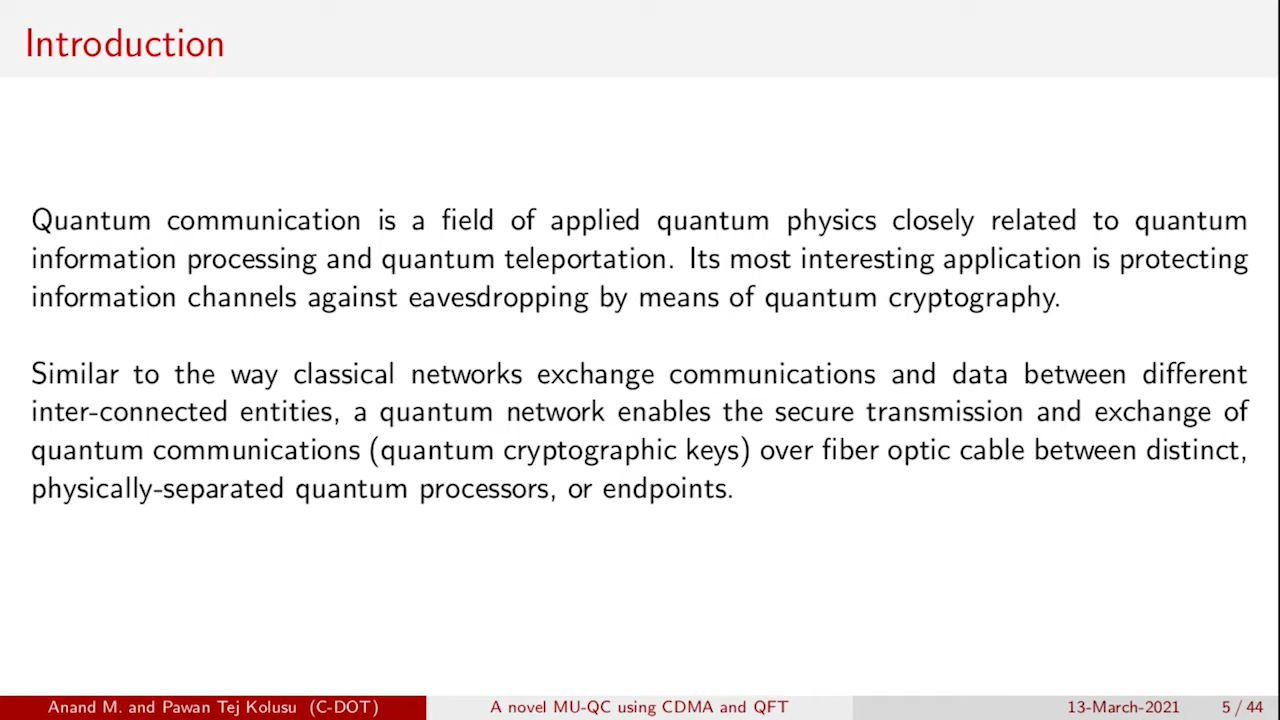 Introduction
Quantum communication is a field of applied quantum physics closely related to quantum
information processing and quantum teleportation. Its most interesting application is protecting
information channels against eavesdropping by means of quantum cryptography.
Similar to the way classical networks exchange communications and data between different
inter-connected entities, a quantum network enables the secure transmission and exchange of
quantum communications (quantum cryptographic keys) over fiber optic cable between distinct,
physically-separated quantum processors, or endpoints.
Anand M. and Pawan Tej Kolusu (C-DOT) A novel MU-QC using CDMA and QFT 13-March-2021 5 / 44